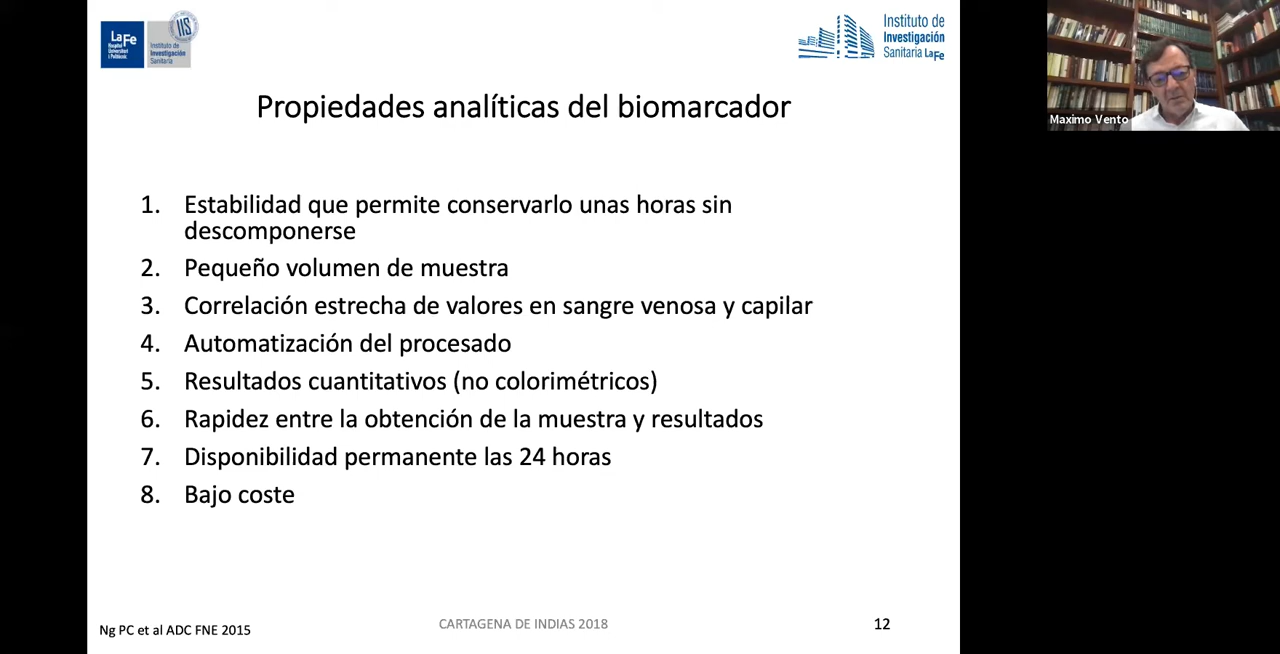 La Fe
Hospital
Universitari
i Politècnic
IIS
Instituto de
Investigación
Sanitaria
Instituto de
Investigación
Sanitaria La Fe
Maximo Vento
Propiedades analíticas del biomarcador
1. Estabilidad que permite conservarlo unas horas sin
descomponerse
2. Pequeño volumen de muestra
3. Correlación estrecha de valores en sangre venosa y capilar
4. Automatización del procesado
5. Resultados cuantitativos (no colorimétricos)
6. Rapidez entre la obtención de la muestra y resultados
7. Disponibilidad permanente las 24 horas
8. Bajo coste
Ng PC et al ADC FNE 2015
CARTAGENA DE INDIAS 2018
12